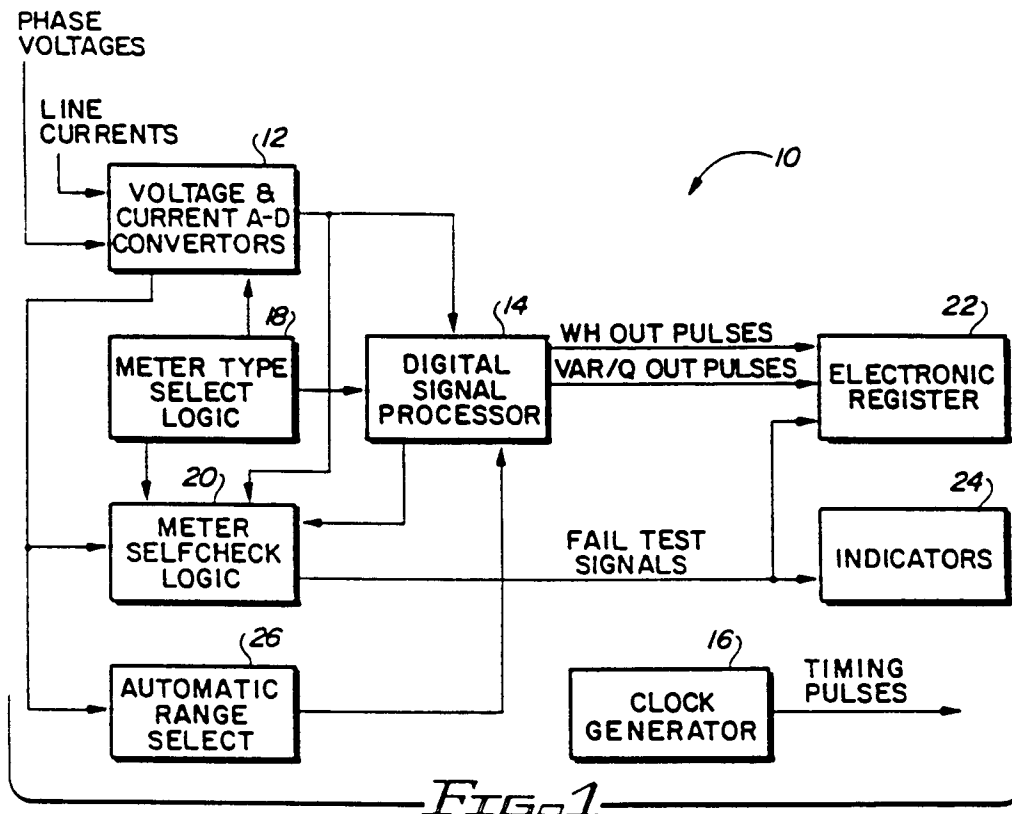 PHASE
VOLTAGES
LINE
CURRENTS
12
VOLTAGE &
CURRENT A-D
CONVERTORS
10
18
METER TYPE
SELECT
LOGIC
14
DIGITAL
SIGNAL
PROCESSOR
WH OUT PULSES
VAR/Q OUT PULSES
22
ELECTRONIC
REGISTER
20
METER
SELFCHECK
LOGIC
FAIL TEST
SIGNALS
24
INDICATORS
26
AUTOMATIC
RANGE
SELECT
16
CLOCK
GENERATOR
TIMING
PULSES
FIG. 1